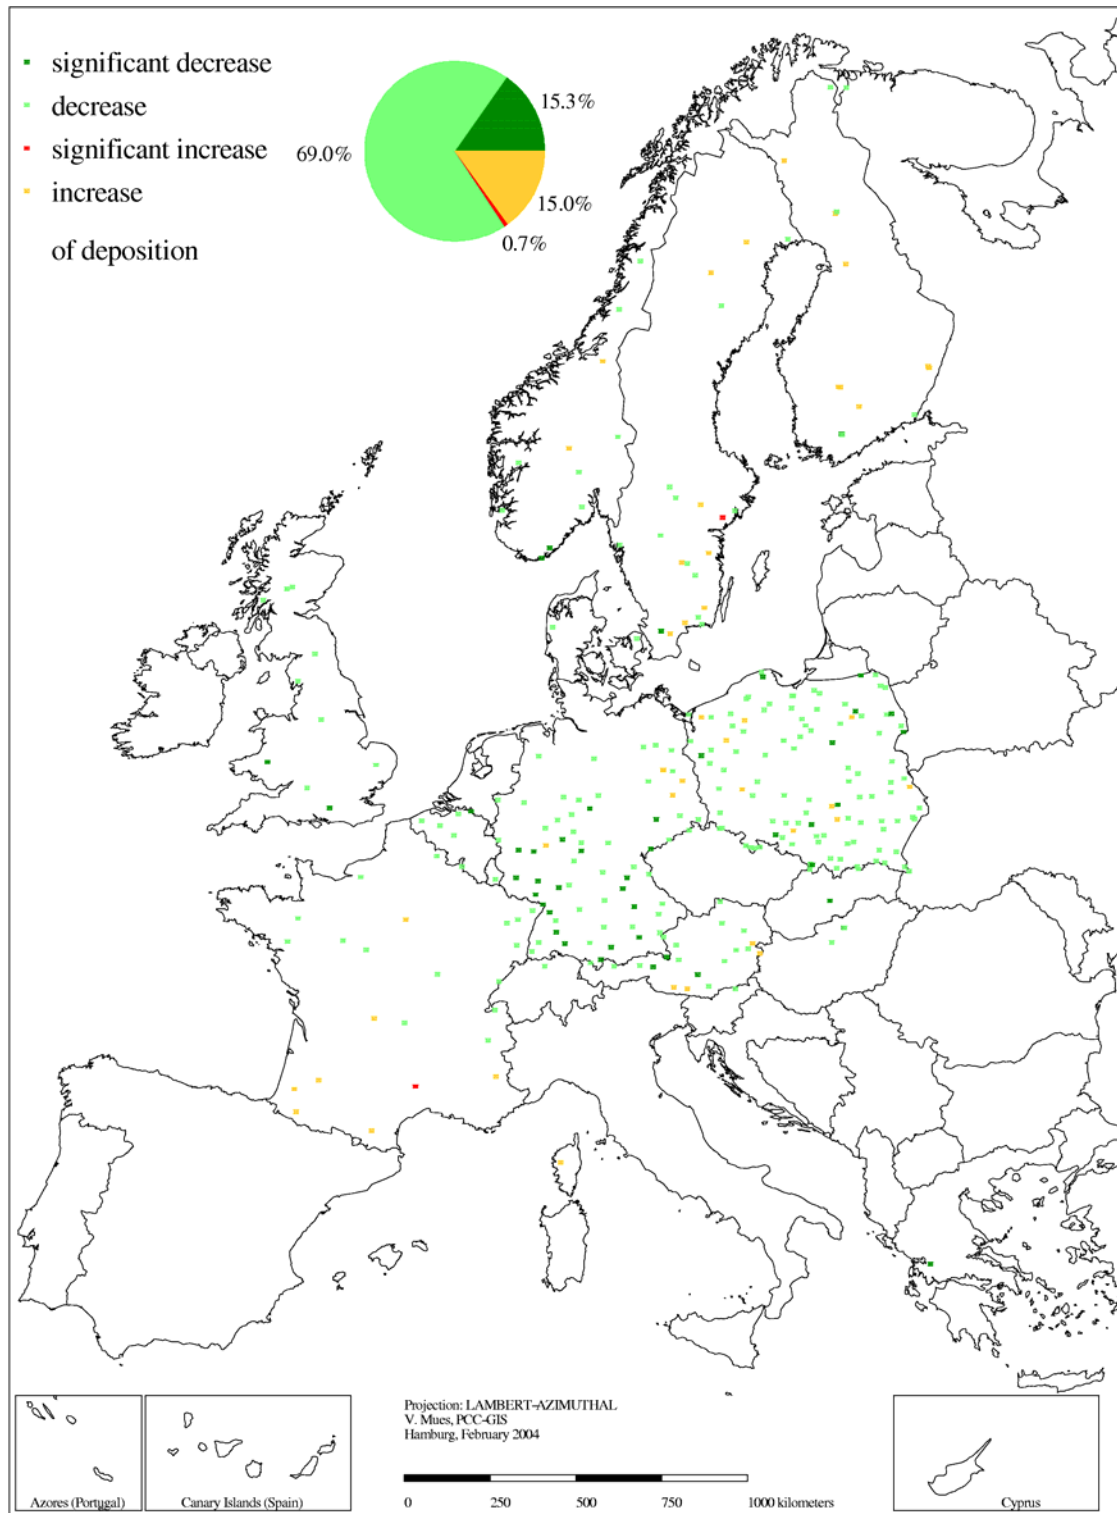 significant decrease
decrease
significant increase
increase
of deposition
15.3%
69.0%
15.0%
0.7%
Projection: LAMBERT-AZIMUTHAL
V. Mues, PCC-GIS
Hamburg, February 2004
0 250 500 750 1000 kilometers
Azores (Portugal)
Canary Islands (Spain)
Cyprus